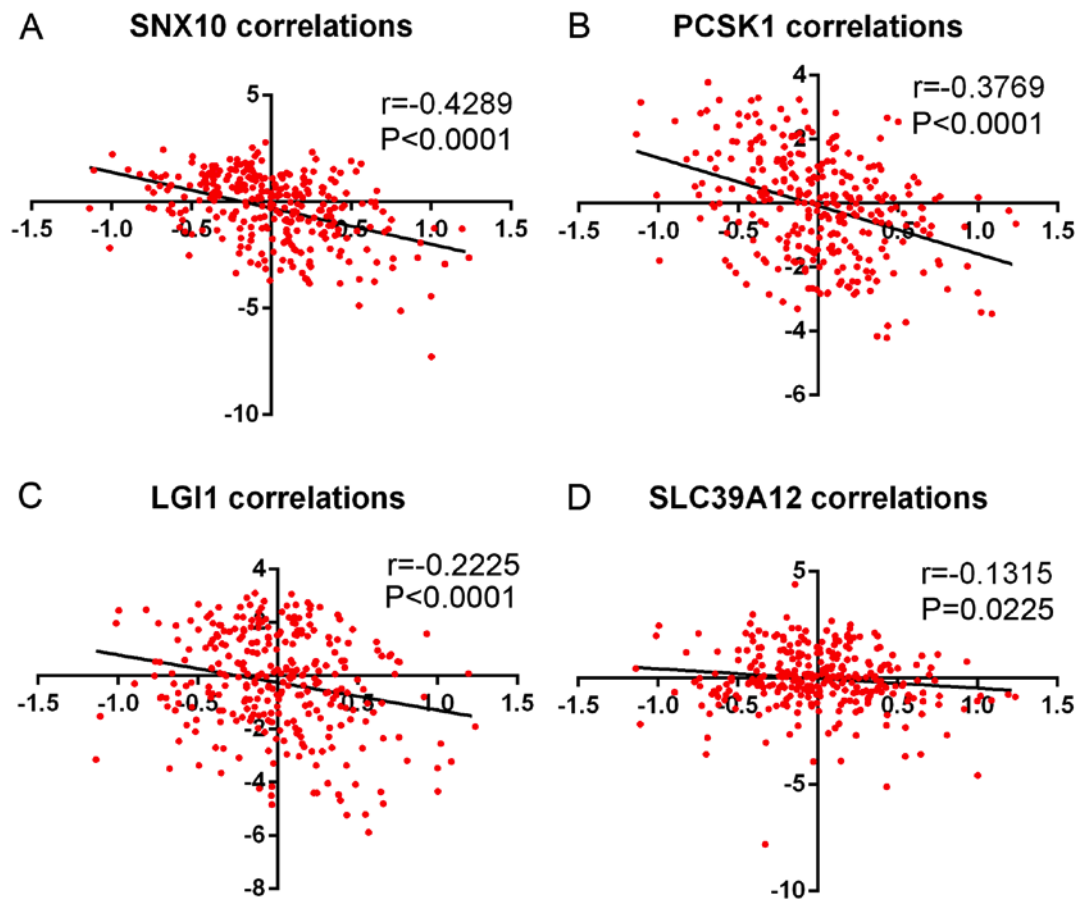 A SNX10 correlations
r=-0.4289
P<0.0001
5
-1.5 -1.0 -0.5 0.5 1.0 1.5
-5
-10
B PCSK1 correlations
r=-0.3769
P<0.0001
4
2
-1.5 -1.0 -0.5 0.5 1.0 1.5
-2
-4
-6
C LGI1 correlations
r=-0.2225
P<0.0001
4
2
-1.5 -1.0 -0.5 0.5 1.0 1.5
-2
-4
-6
-8
D SLC39A12 correlations
r=-0.1315
P=0.0225
5
-1.5 -1.0 -0.5 0.5 1.0 1.5
-5
-10